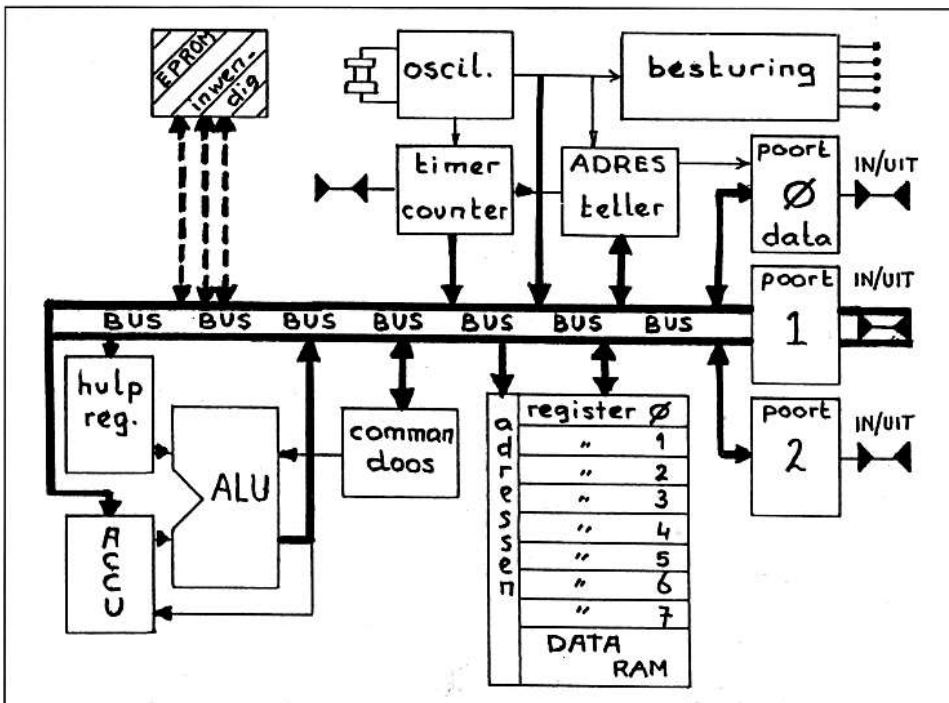 EPROM
inwen-
dig
oscil.
besturing
timer
counter
ADRES
teller
poort
Ø
data
IN/UIT
BUS BUS BUS BUS BUS BUS BUS
poort
1
IN/UIT
hulp
reg.
ALU
comman
doos
adressen
register Ø
" 1
" 2
" 3
" 4
" 5
" 6
" 7
DATA
RAM
poort
2
IN/UIT
ACCU